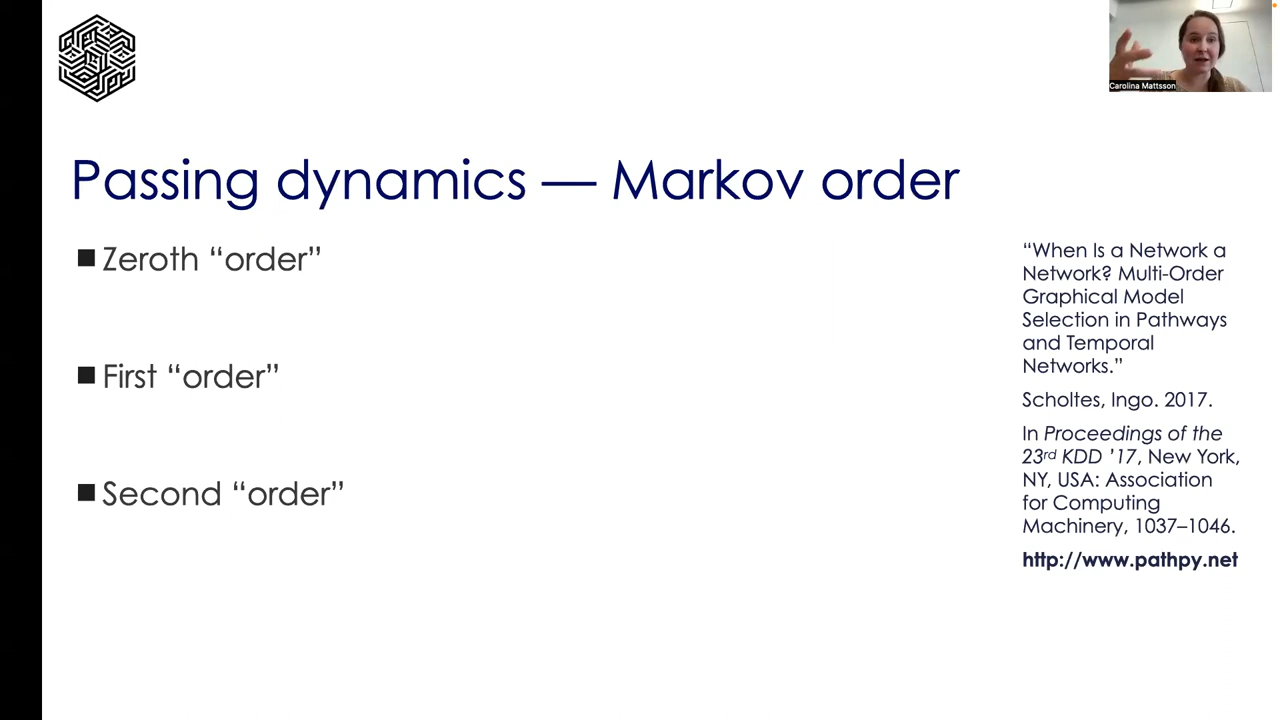 Carolina Mattsson
Passing dynamics — Markov order
■ Zeroth “order”
■ First “order”
■ Second “order”
“When Is a Network a
Network? Multi-Order
Graphical Model
Selection in Pathways
and Temporal
Networks.”
Scholtes, Ingo. 2017.
In Proceedings of the
23rd KDD ’17, New York,
NY, USA: Association
for Computing
Machinery, 1037–1046.
http://www.pathpy.net